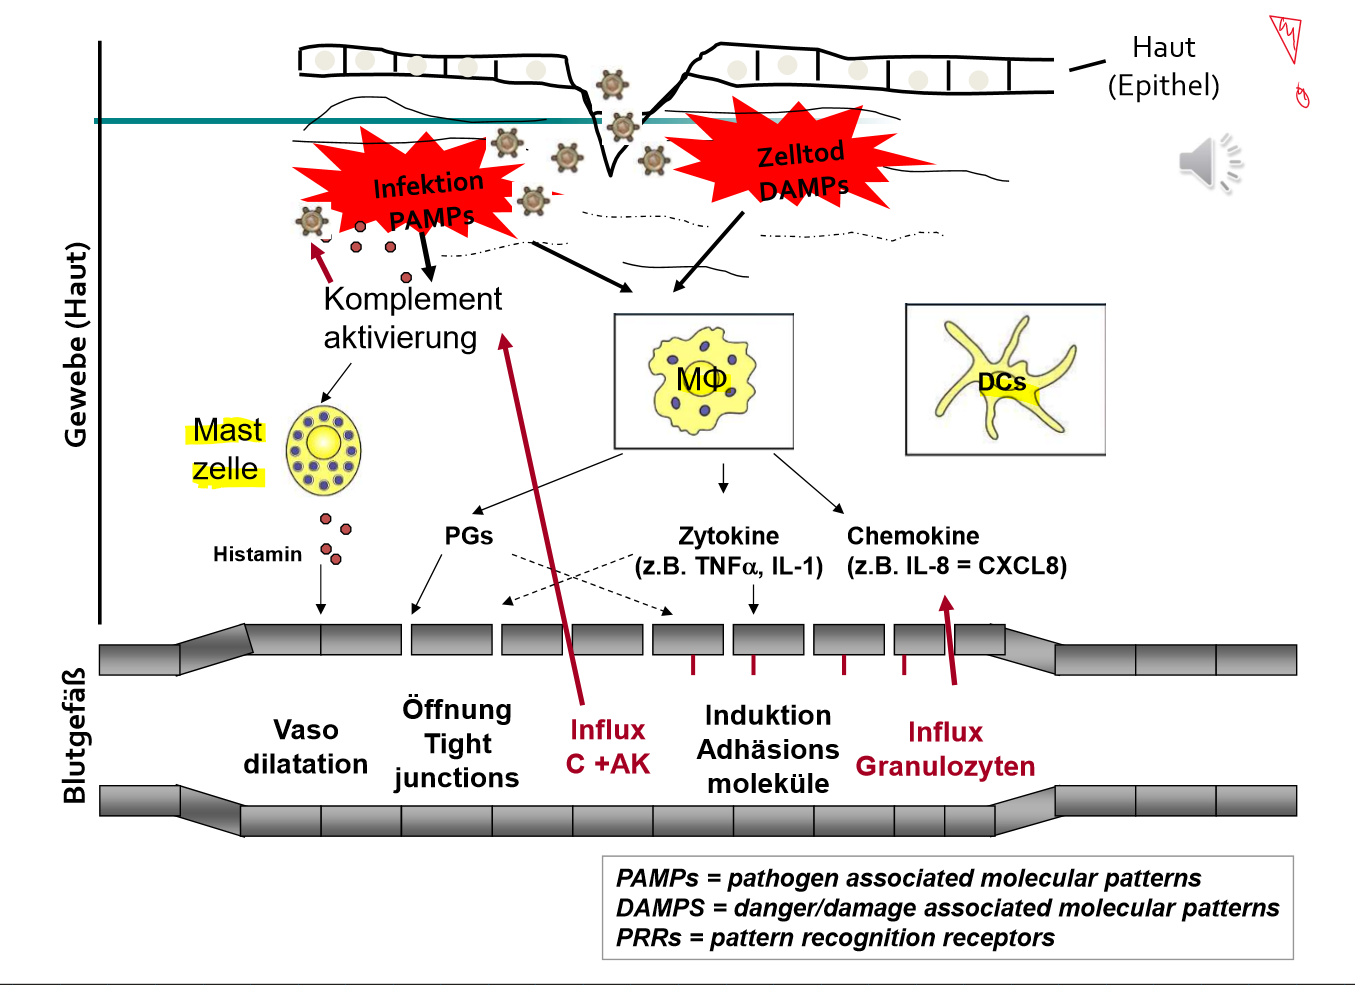 Haut
(Epithel)
Gewebe (Haut)
Infektion
PAMPs
Zelltod
DAMPs
Komplement
aktivierung
Mast
zelle
MΦ
DCs
Histamin
PGs
Zytokine
(z.B. TNFα, IL-1)
Chemokine
(z.B. IL-8 = CXCL8)
Blutgefäß
Vaso
dilatation
Öffnung
Tight
junctions
Influx
C +AK
Induktion
Adhäsions
moleküle
Influx
Granulozyten
PAMPs = pathogen associated molecular patterns
DAMPS = danger/damage associated molecular patterns
PRRs = pattern recognition receptors